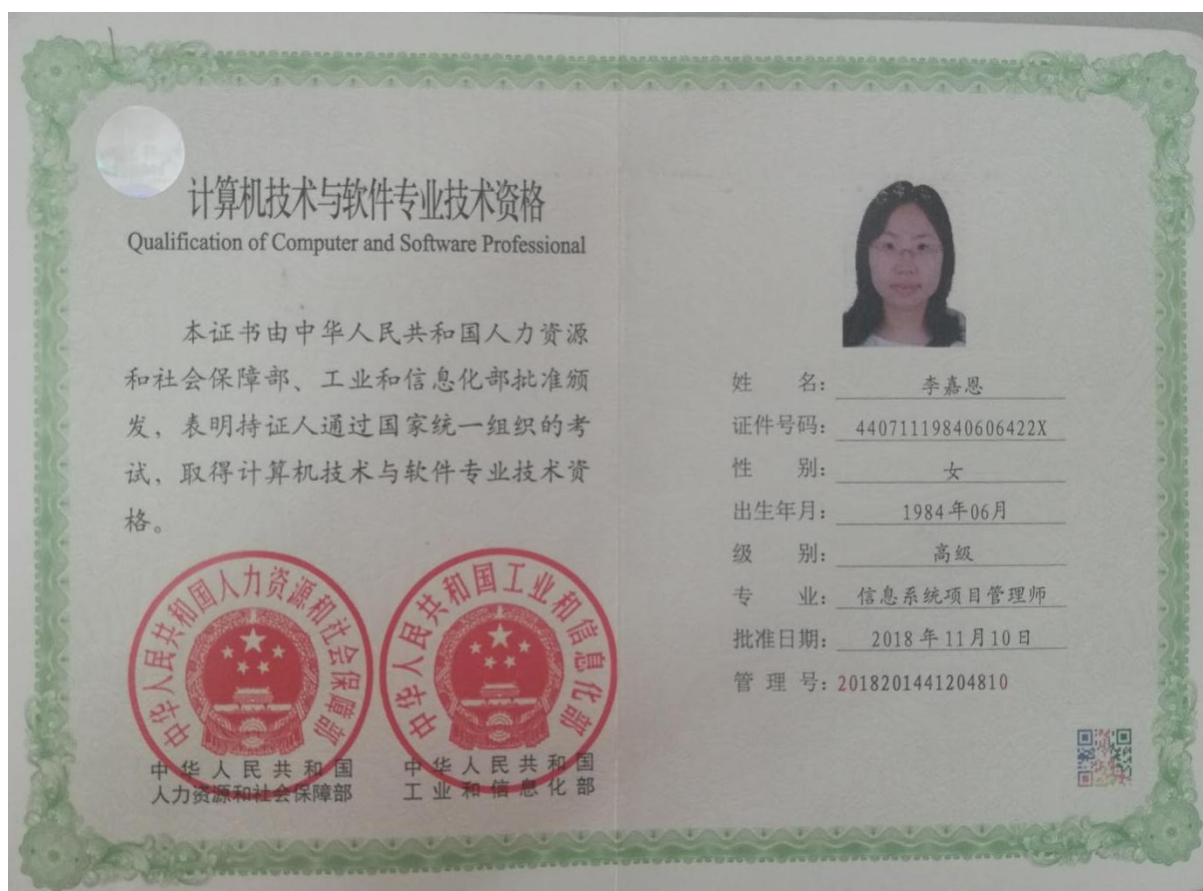 计算机技术与软件专业技术资格
Qualification of Computer and Software Professional
本证书由中华人民共和国人力资源
和社会保障部、工业和信息化部批准颁
发，表明持证人通过国家统一组织的考
试，取得计算机技术与软件专业技术资
格。
中华人民共和国人力资源和社会保障部
中华人民共和国工业和信息化部
中华人民共和国
人力资源和社会保障部
中华人民共和国
工业和信息化部
姓 名： 李嘉恩
证件号码： 44071119840606422X
性 别： 女
出生年月： 1984年06月
级 别： 高级
专 业： 信息系统项目管理师
批准日期： 2018年11月10日
管 理 号：2018201441204810